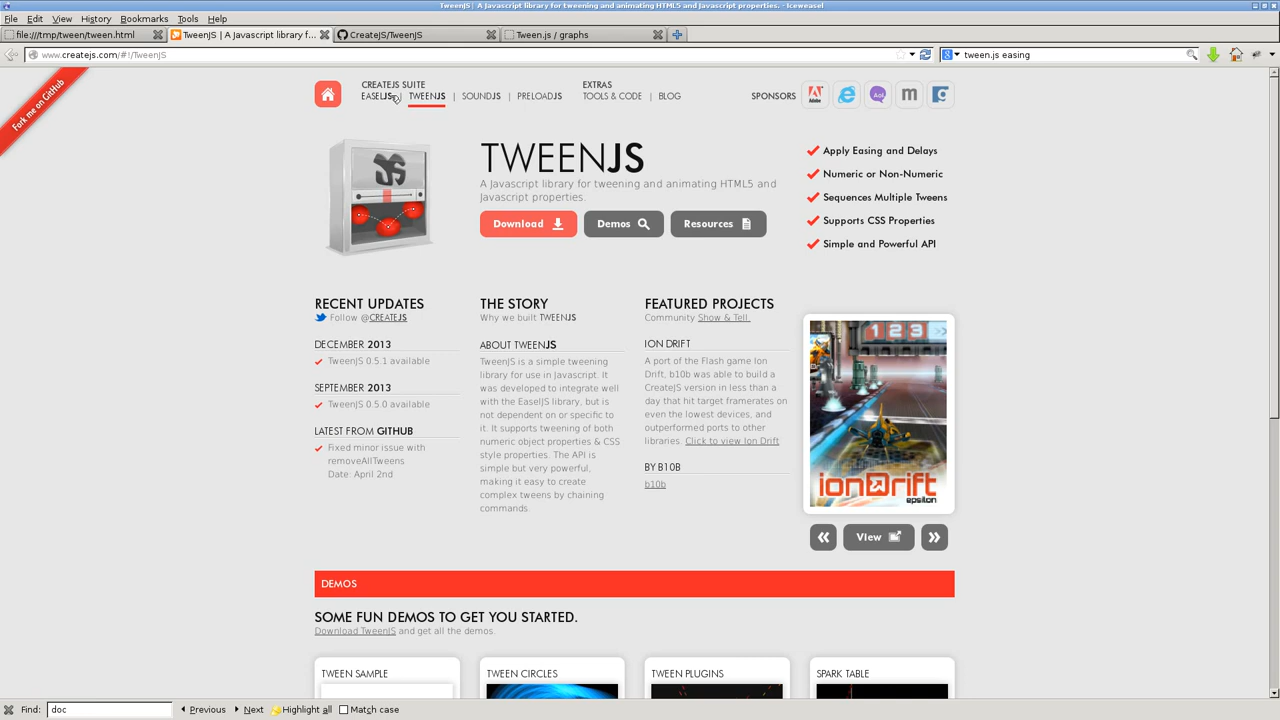 TweenJS | A Javascript library for tweening and animating HTML5 and Javascript properties. - Iceweasel
File Edit View History Bookmarks Tools Help
file:///tmp/tween/tween.html
TweenJS | A Javascript library f...
CreateJS/TweenJS
Tween.js / graphs
www.createjs.com/#!/TweenJS
tween.js easing
Fork me on GitHub
CREATEJS SUITE
EASELJS | TWEENJS | SOUNDJS | PRELOADJS
EXTRAS
TOOLS & CODE | BLOG
SPONSORS
Adobe
Aol
m
TWEENJS
A Javascript library for tweening and animating HTML5 and
Javascript properties.
Download
Demos
Resources
Apply Easing and Delays
Numeric or Non-Numeric
Sequences Multiple Tweens
Supports CSS Properties
Simple and Powerful API
RECENT UPDATES
Follow @CREATEJS
DECEMBER 2013
TweenJS 0.5.1 available
SEPTEMBER 2013
TweenJS 0.5.0 available
LATEST FROM GITHUB
Fixed minor issue with
removeAllTweens
Date: April 2nd
THE STORY
Why we built TWEENJS
ABOUT TWEENJS
TweenJS is a simple tweening
library for use in Javascript. It
was developed to integrate well
with the EaselJS library, but is
not dependent on or specific to
it. It supports tweening of both
numeric object properties & CSS
style properties. The API is
simple but very powerful,
making it easy to create
complex tweens by chaining
commands.
FEATURED PROJECTS
Community Show & Tell.
ION DRIFT
A port of the Flash game Ion
Drift, b10b was able to build a
CreateJS version in less than a
day that hit target framerates on
even the lowest devices, and
outperformed ports to other
libraries. Click to view Ion Drift
BY B10B
b10b
123
ionDrift
epsilon
View
DEMOS
SOME FUN DEMOS TO GET YOU STARTED.
Download TweenJS and get all the demos.
TWEEN SAMPLE
TWEEN CIRCLES
TWEEN PLUGINS
SPARK TABLE
Find: doc Previous Next Highlight all Match case